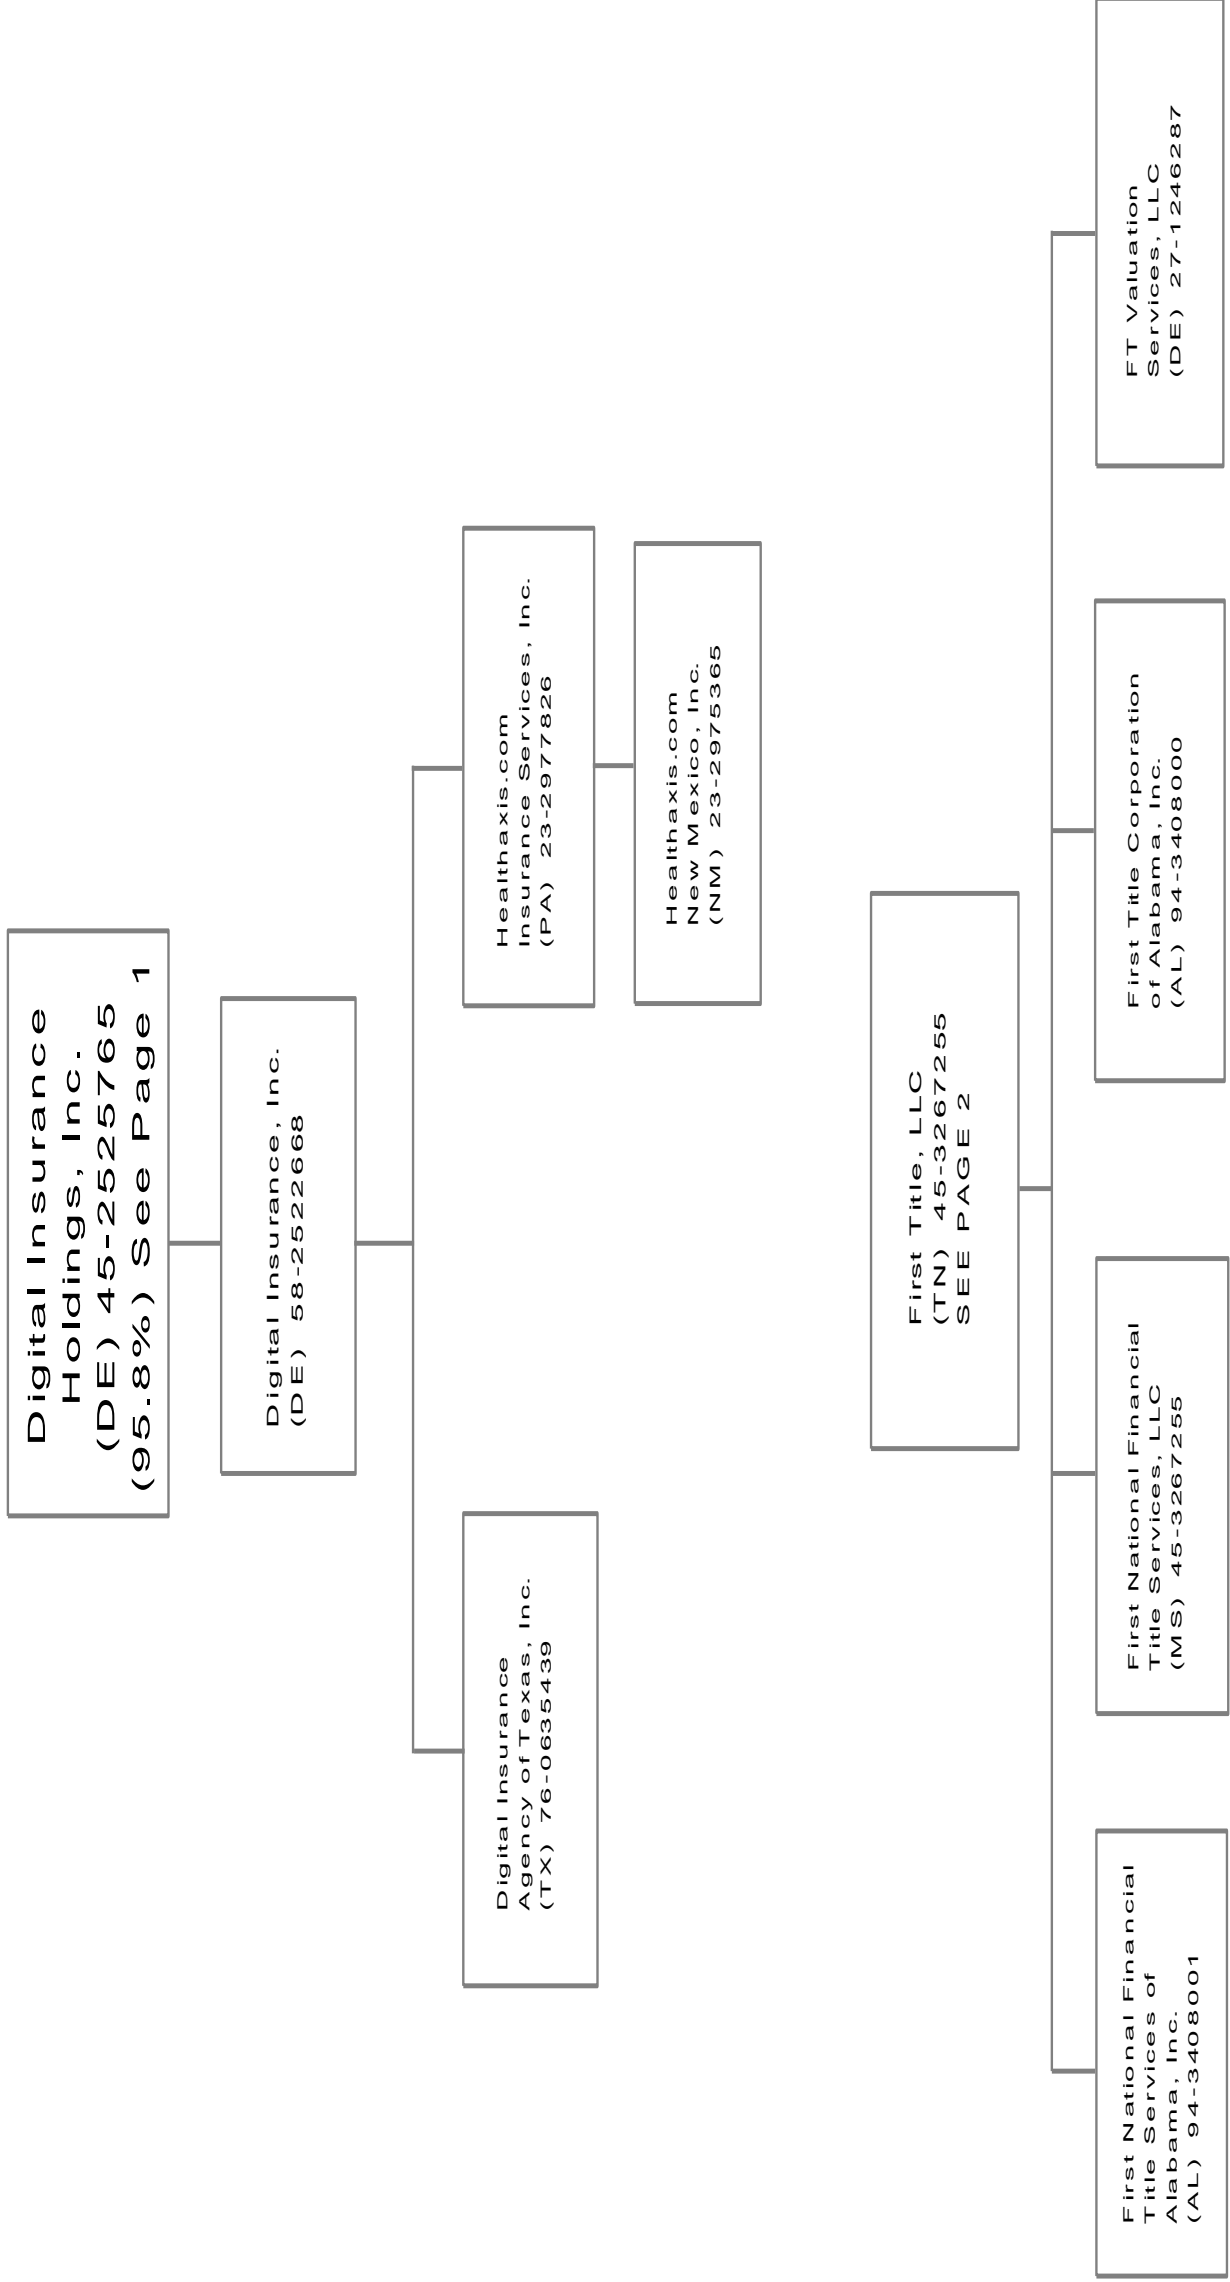 Digital Insurance
Holdings, Inc.
(DE) 45-2525765
(95.8%) See Page 1
Digital Insurance, Inc.
(DE) 58-2522668
Digital Insurance
Agency of Texas, Inc.
(TX) 76-0635439
Healthaxis.com
Insurance Services, Inc.
(PA) 23-2977826
Healthaxis.com
New Mexico, Inc.
(NM) 23-2975365
First Title, LLC
(TN) 45-3267255
SEE PAGE 2
First National Financial
Title Services of
Alabama, Inc.
(AL) 94-3408001
First National Financial
Title Services, LLC
(MS) 45-3267255
First Title Corporation
of Alabama, Inc.
(AL) 94-3408000
FT Valuation
Services, LLC
(DE) 27-1246287